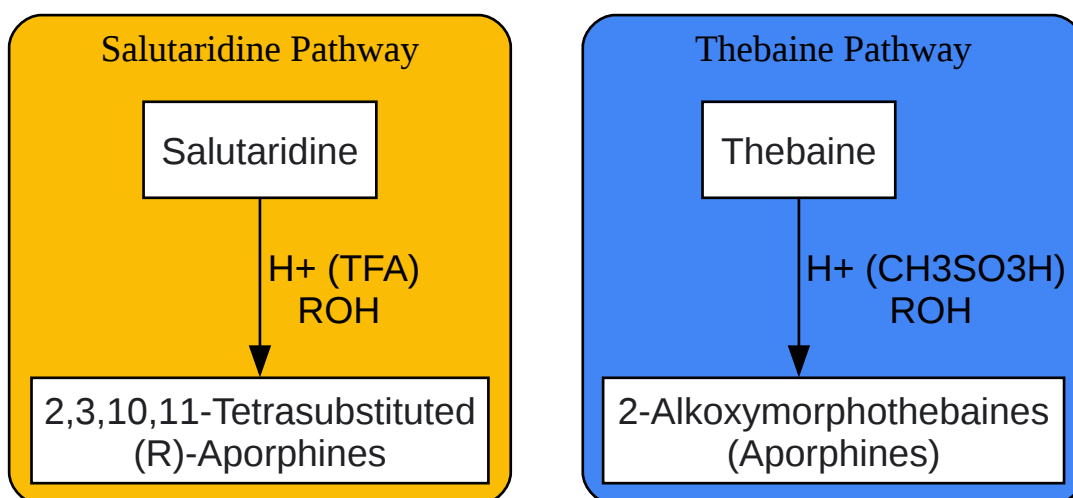 Salutaridine Pathway
Salutaridine
H+ (TFA)
ROH
2,3,10,11-Tetrasubstituted
(R)-Aporphines
Thebaine Pathway
Thebaine
H+ (CH3SO3H)
ROH
2-Alkoxymorphothebaines
(Aporphines)